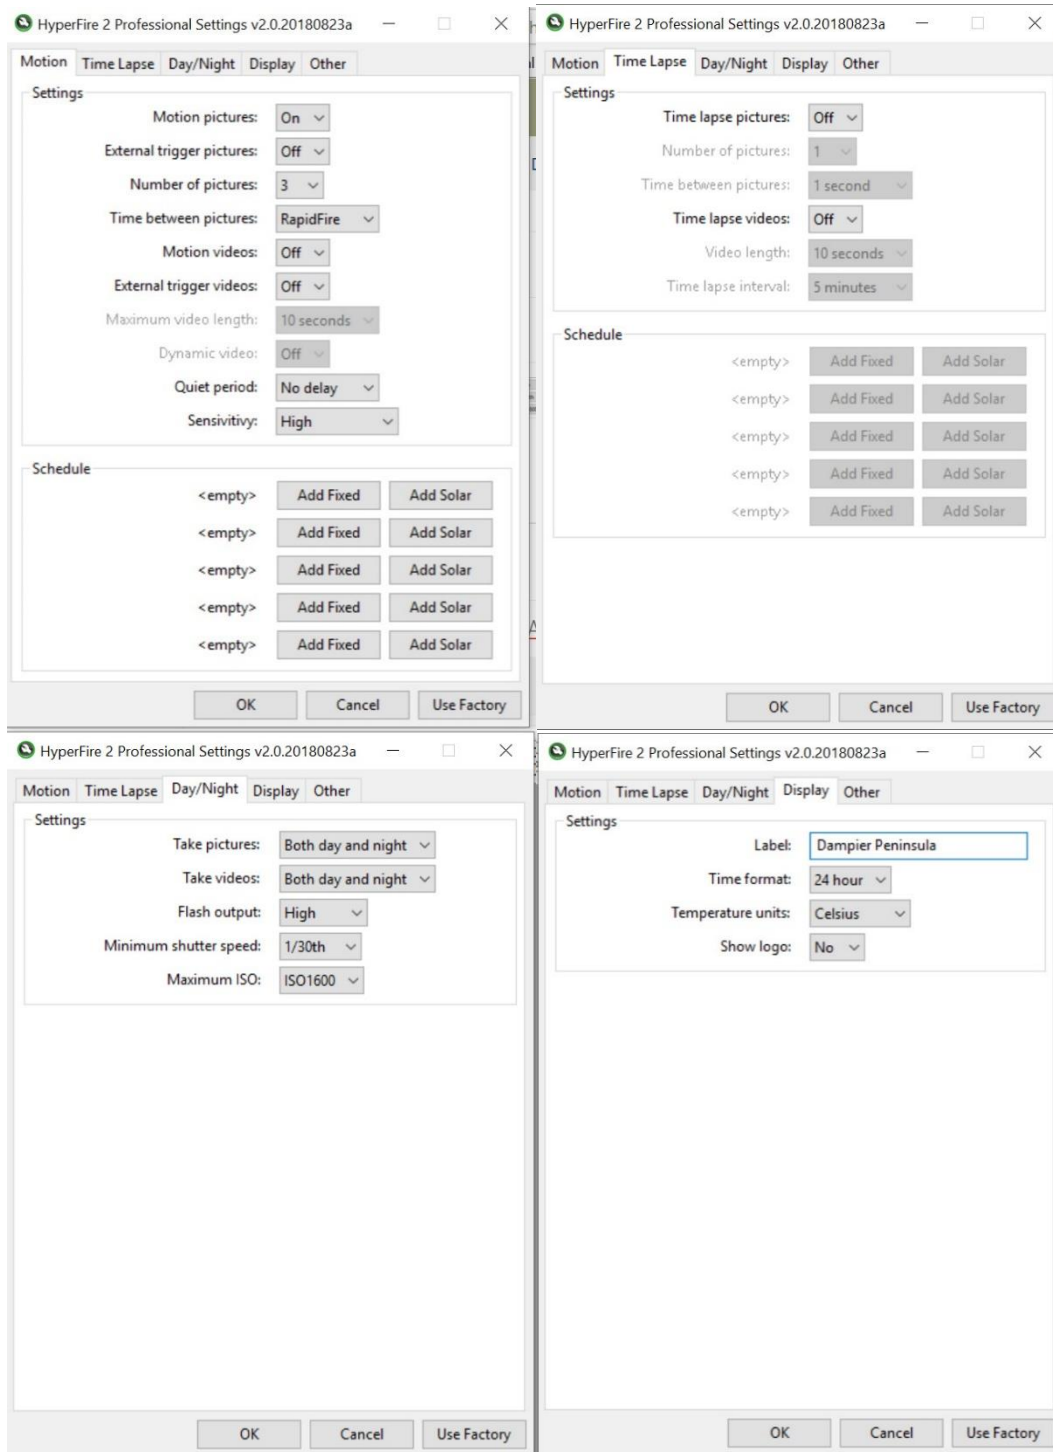 HyperFire 2 Professional Settings v2.0.20180823a
Motion Time Lapse Day/Night Display Other
Settings
Motion pictures: On
External trigger pictures: Off
Number of pictures: 3
Time between pictures: RapidFire
Motion videos: Off
External trigger videos: Off
Maximum video length: 10 seconds
Dynamic video: Off
Quiet period: No delay
Sensivitivy: High
Schedule
<empty> Add Fixed Add Solar
<empty> Add Fixed Add Solar
<empty> Add Fixed Add Solar
<empty> Add Fixed Add Solar
<empty> Add Fixed Add Solar
OK Cancel Use Factory
HyperFire 2 Professional Settings v2.0.20180823a
Motion Time Lapse Day/Night Display Other
Settings
Time lapse pictures: Off
Number of pictures: 1
Time between pictures: 1 second
Time lapse videos: Off
Video length: 10 seconds
Time lapse interval: 5 minutes
Schedule
<empty> Add Fixed Add Solar
<empty> Add Fixed Add Solar
<empty> Add Fixed Add Solar
<empty> Add Fixed Add Solar
<empty> Add Fixed Add Solar
OK Cancel Use Factory
HyperFire 2 Professional Settings v2.0.20180823a
Motion Time Lapse Day/Night Display Other
Settings
Take pictures: Both day and night
Take videos: Both day and night
Flash output: High
Minimum shutter speed: 1/30th
Maximum ISO: ISO1600
OK Cancel Use Factory
HyperFire 2 Professional Settings v2.0.20180823a
Motion Time Lapse Day/Night Display Other
Settings
Label: Dampier Peninsula
Time format: 24 hour
Temperature units: Celsius
Show logo: No
OK Cancel Use Factory